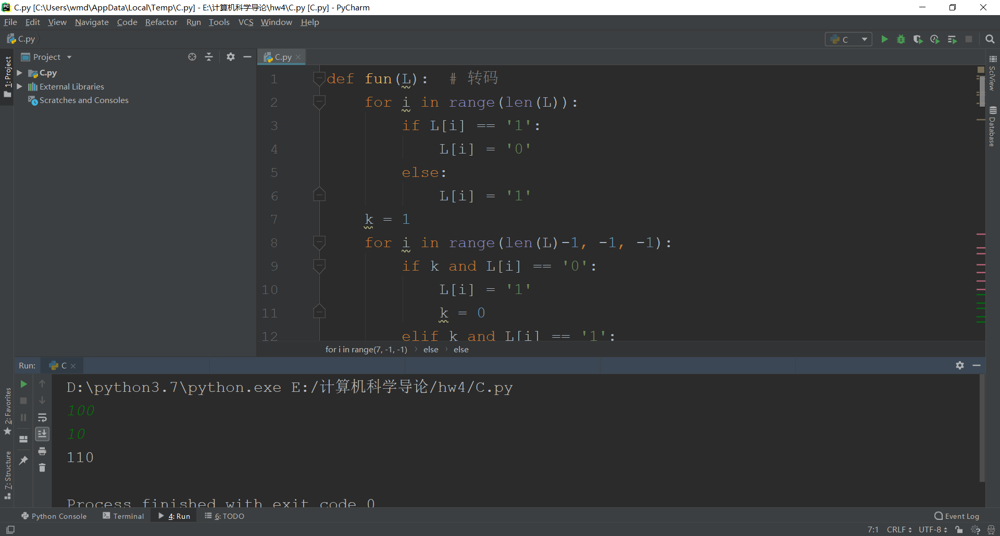 C.py [C:\Users\wmd\AppData\Local\Temp\C.py] - E:\计算机科学导论\hw4\C.py [C.py] - PyCharm
File Edit View Navigate Code Refactor Run Tools VCS Window Help
C.py
C
1: Project
Project
C.py
External Libraries
Scratches and Consoles
C.py
1 def fun(L):  # 转码
2     for i in range(len(L)):
3         if L[i] == '1':
4             L[i] = '0'
5         else:
6             L[i] = '1'
7     k = 1
8     for i in range(len(L)-1, -1, -1):
9         if k and L[i] == '0':
10             L[i] = '1'
11             k = 0
12         elif k and L[i] == '1':
for i in range(7, -1, -1) › else › else
SciView
Database
Run: C
D:\python3.7\python.exe E:/计算机科学导论/hw4/C.py
100
10
110
Process finished with exit code 0
2: Favorites
7: Structure
Python Console Terminal 4: Run 6: TODO Event Log
7:1 CRLF UTF-8